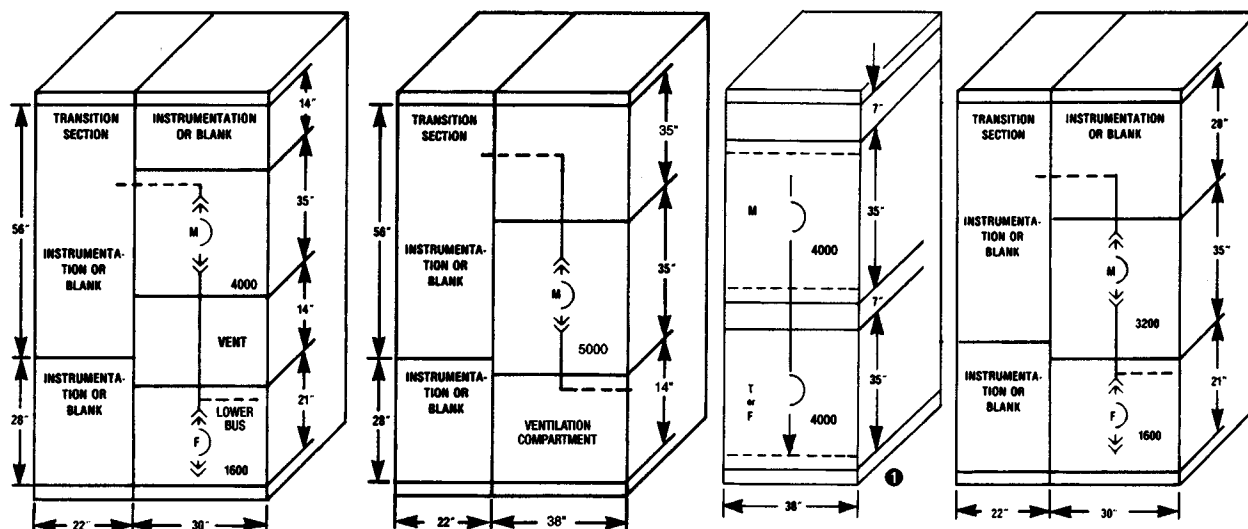 TRANSITION
SECTION
INSTRUMENTATION
OR BLANK
14"
35"
56"
M
INSTRUMENTA-
TION OR
BLANK
4000
14"
VENT
28"
INSTRUMENTA-
TION OR
BLANK
LOWER
BUS
21"
F
1600
22"
30"
TRANSITION
SECTION
35"
56"
INSTRUMENTA-
TION OR
BLANK
M
35"
5000
28"
INSTRUMENTA-
TION OR
BLANK
14"
VENTILATION
COMPARTMENT
22"
38"
7"
M
35"
4000
7"
T
or
F
35"
4000
1
38"
TRANSITION
SECTION
INSTRUMENTATION
OR BLANK
28"
INSTRUMENTA-
TION OR
BLANK
M
35"
3200
INSTRUMENTA-
TION OR
BLANK
21"
F
1600
22"
30"